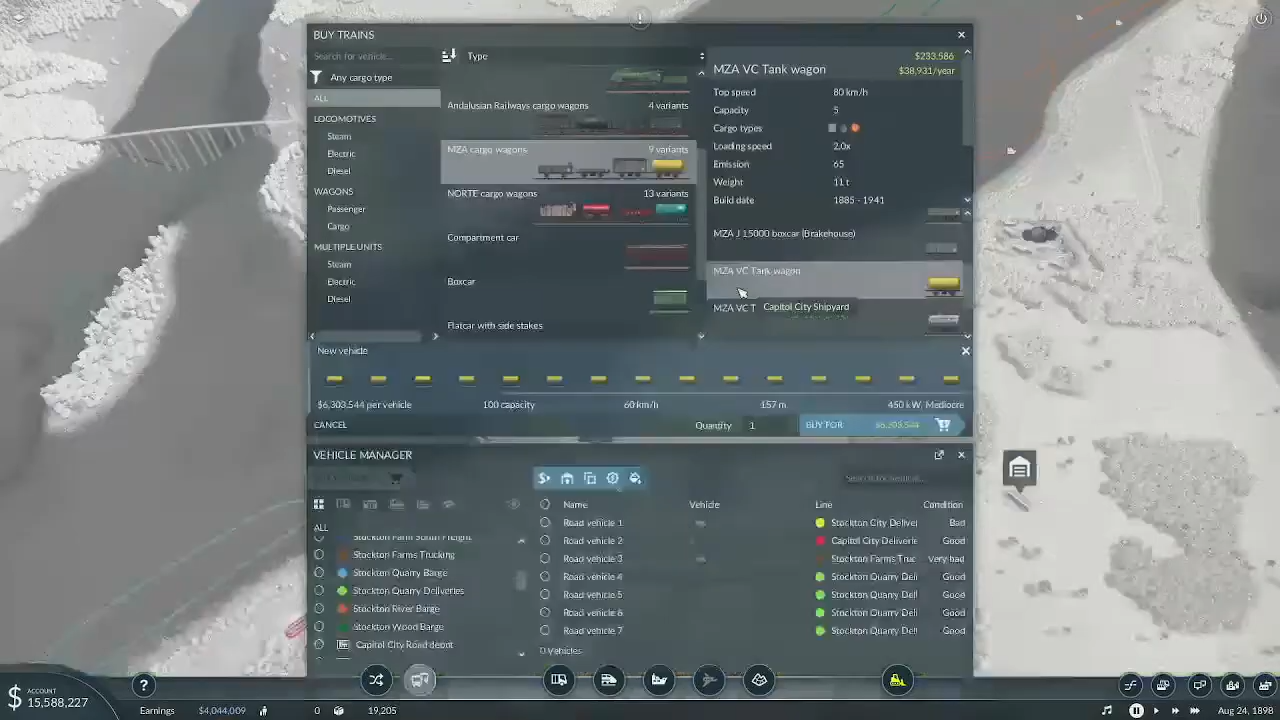 BUY TRAINS
Search for vehicle...
Type
Any cargo type
ALL
LOCOMOTIVES
Steam
Electric
Diesel
WAGONS
Passenger
Cargo
MULTIPLE UNITS
Steam
Electric
Diesel
Andalusian Railways cargo wagons 4 variants
MZA cargo wagons 9 variants
NORTE cargo wagons 13 variants
Compartment car
Boxcar
Flatcar with side stakes
$233,586
MZA VC Tank wagon $38,931/year
Top speed 80 km/h
Capacity 5
Cargo types
Loading speed 2.0x
Emission 65
Weight 11 t
Build date 1885 - 1941
MZA J 15000 boxcar (Brakehouse)
MZA VC Tank wagon
MZA VC T
Capitol City Shipyard
New vehicle
$6,303,544 per vehicle 100 capacity 60 km/h 157 m 450 kW, Mediocre
CANCEL Quantity 1 BUY FOR $6,303,544
VEHICLE MANAGER
ALL
Stockton Farm South Freight
Stockton Farms Trucking
Stockton Quarry Barge
Stockton Quarry Deliveries
Stockton River Barge
Stockton Wood Barge
Capitol City Road depot
Name Vehicle Line Condition
Road vehicle 1 Stockton City Delive Bad
Road vehicle 2 Capitol City Deliverie Good
Road vehicle 3 Stockton Farms Truc Very bad
Road vehicle 4 Stockton Quarry Deli Good
Road vehicle 5 Stockton Quarry Deli Good
Road vehicle 6 Stockton Quarry Deli Good
Road vehicle 7 Stockton Quarry Deli Good
0 Vehicles
$ ACCOUNT
15,588,227
?
Earnings $4,044,009 0 19,205 Aug 24, 1898